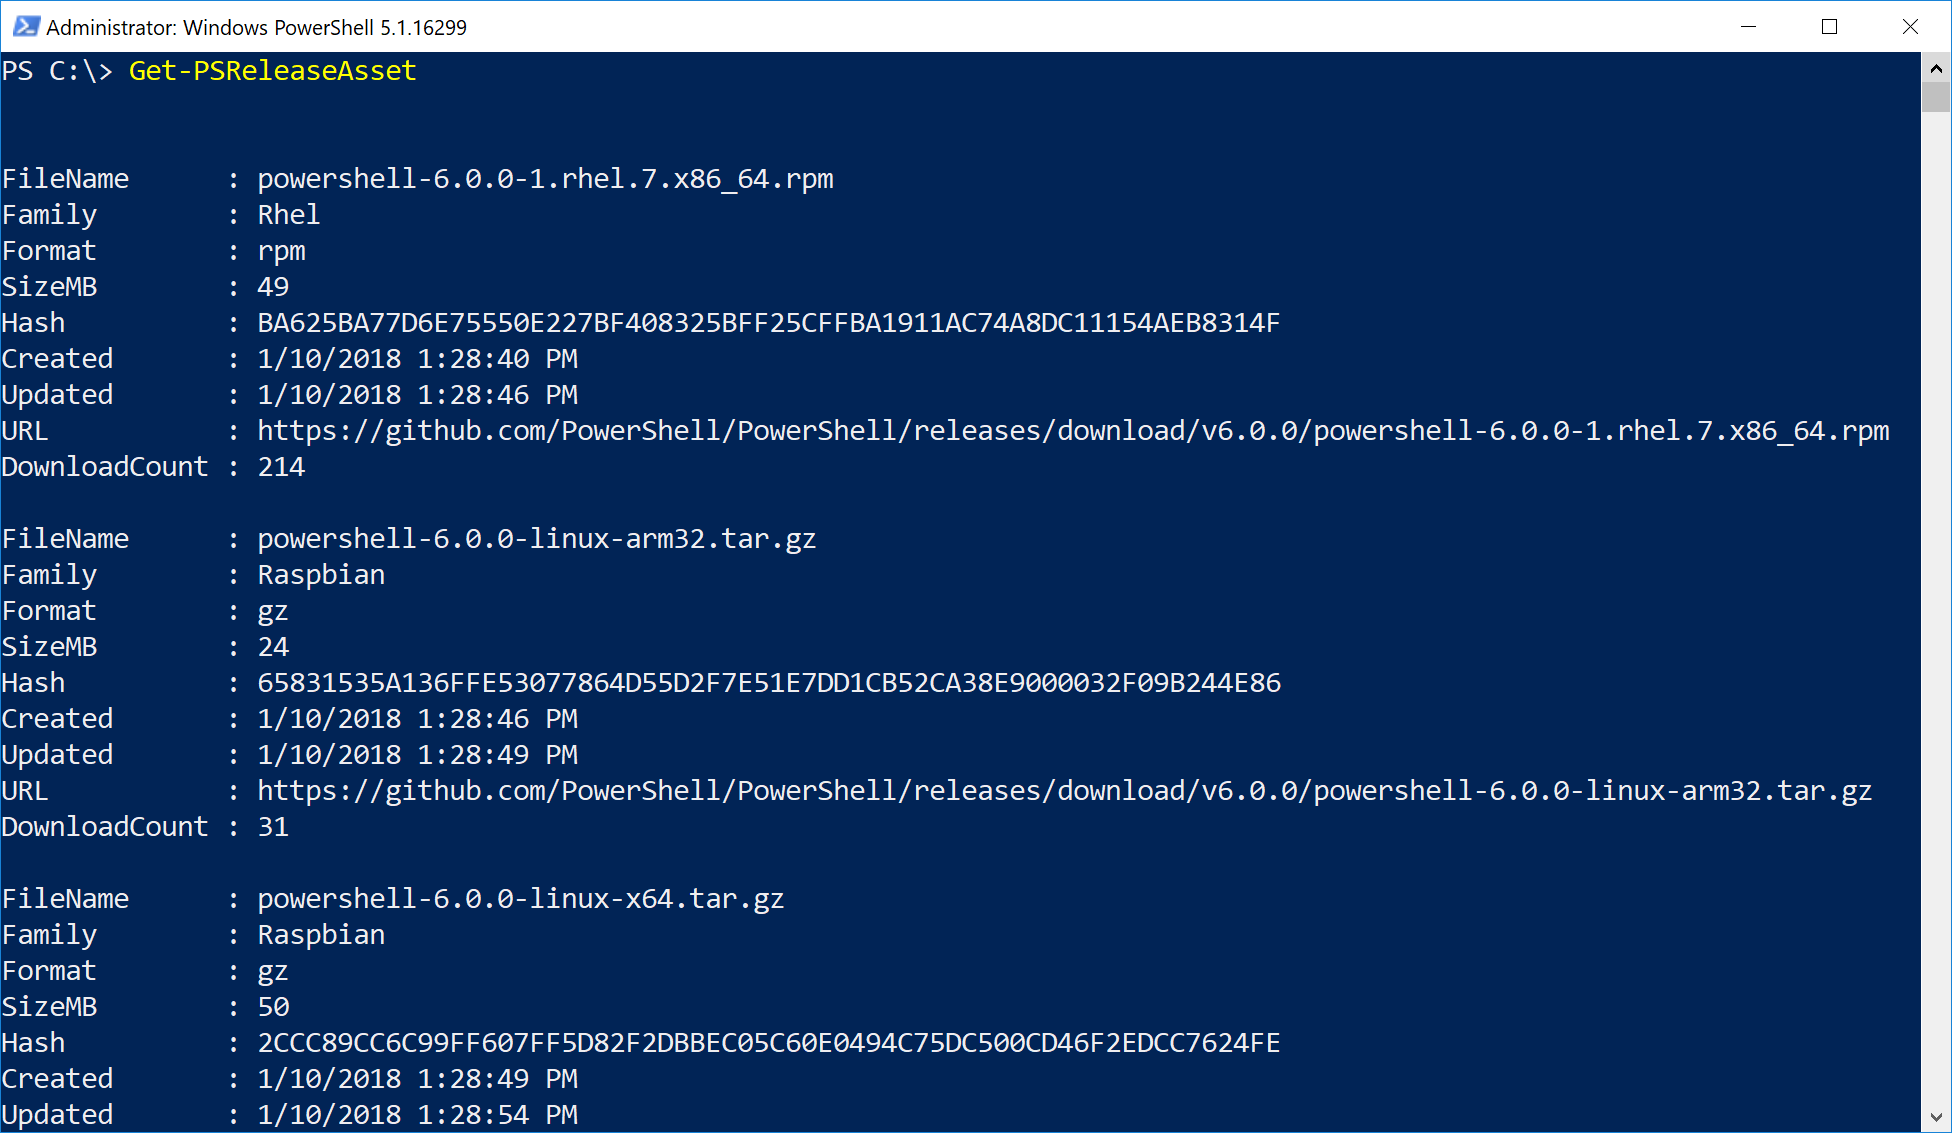 Administrator: Windows PowerShell 5.1.16299
PS C:\> Get-PSReleaseAsset
FileName      : powershell-6.0.0-1.rhel.7.x86_64.rpm
Family        : Rhel
Format        : rpm
SizeMB        : 49
Hash          : BA625BA77D6E75550E227BF408325BFF25CFFBA1911AC74A8DC11154AEB8314F
Created       : 1/10/2018 1:28:40 PM
Updated       : 1/10/2018 1:28:46 PM
URL           : https://github.com/PowerShell/PowerShell/releases/download/v6.0.0/powershell-6.0.0-1.rhel.7.x86_64.rpm
DownloadCount : 214
FileName      : powershell-6.0.0-linux-arm32.tar.gz
Family        : Raspbian
Format        : gz
SizeMB        : 24
Hash          : 65831535A136FFE53077864D55D2F7E51E7DD1CB52CA38E9000032F09B244E86
Created       : 1/10/2018 1:28:46 PM
Updated       : 1/10/2018 1:28:49 PM
URL           : https://github.com/PowerShell/PowerShell/releases/download/v6.0.0/powershell-6.0.0-linux-arm32.tar.gz
DownloadCount : 31
FileName      : powershell-6.0.0-linux-x64.tar.gz
Family        : Raspbian
Format        : gz
SizeMB        : 50
Hash          : 2CCC89CC6C99FF607FF5D82F2DBBEC05C60E0494C75DC500CD46F2EDCC7624FE
Created       : 1/10/2018 1:28:49 PM
Updated       : 1/10/2018 1:28:54 PM